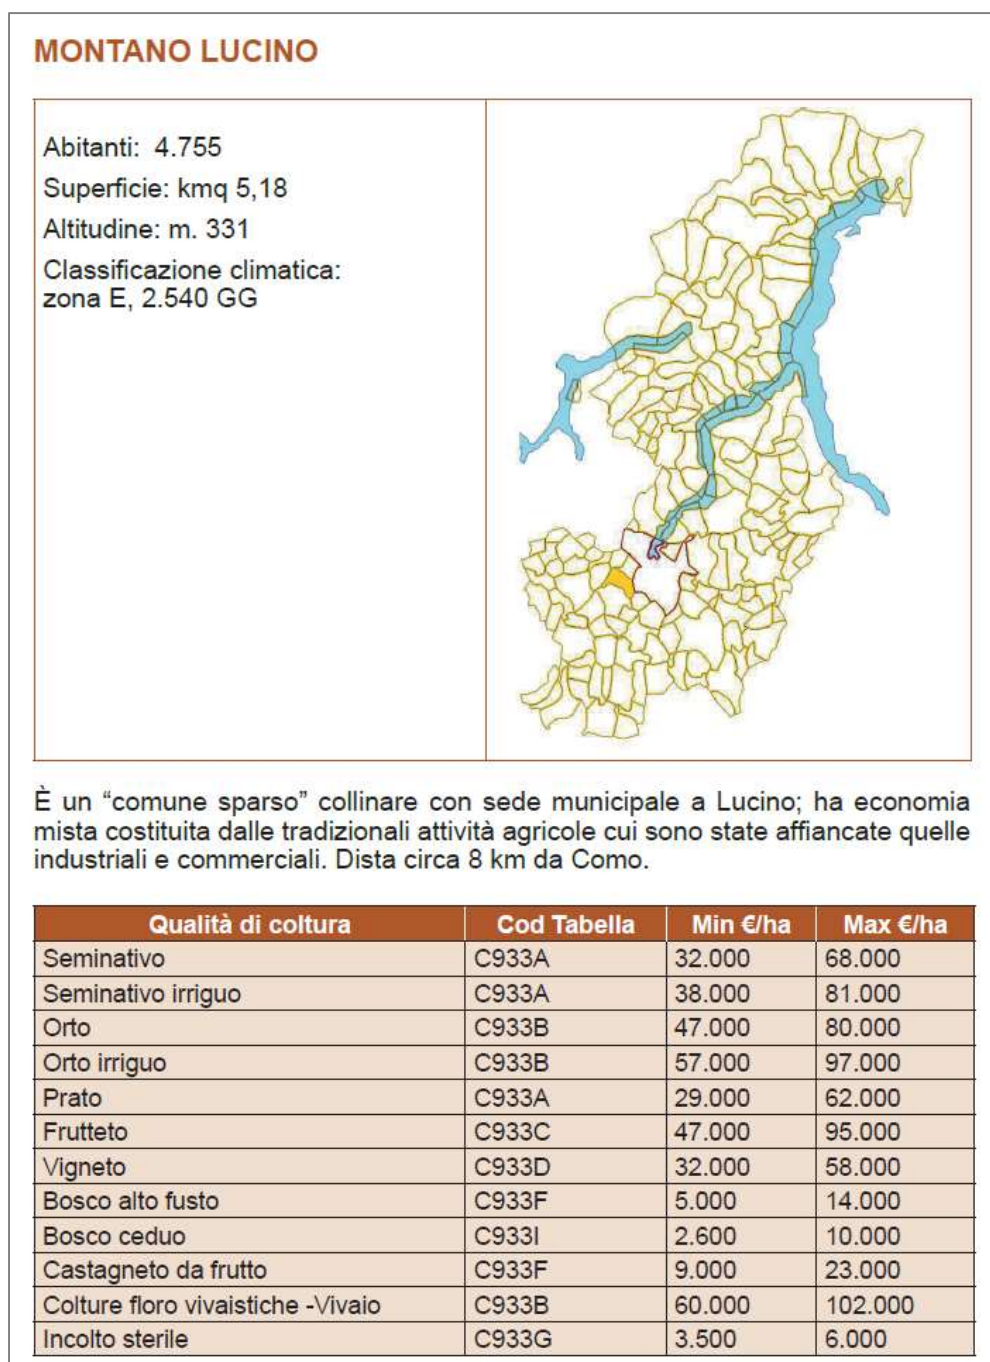 MONTANO LUCINO
Abitanti: 4.755
Superficie: kmq 5,18
Altitudine: m. 331
Classificazione climatica:
zona E, 2.540 GG
È un “comune sparso” collinare con sede municipale a Lucino; ha economia
mista costituita dalle tradizionali attività agricole cui sono state affiancate quelle
industriali e commerciali. Dista circa 8 km da Como.
Qualità di coltura Cod Tabella Min €/ha Max €/ha
Seminativo C933A 32.000 68.000
Seminativo irriguo C933A 38.000 81.000
Orto C933B 47.000 80.000
Orto irriguo C933B 57.000 97.000
Prato C933A 29.000 62.000
Frutteto C933C 47.000 95.000
Vigneto C933D 32.000 58.000
Bosco alto fusto C933F 5.000 14.000
Bosco ceduo C933I 2.600 10.000
Castagneto da frutto C933F 9.000 23.000
Colture floro vivaistiche -Vivaio C933B 60.000 102.000
Incolto sterile C933G 3.500 6.000